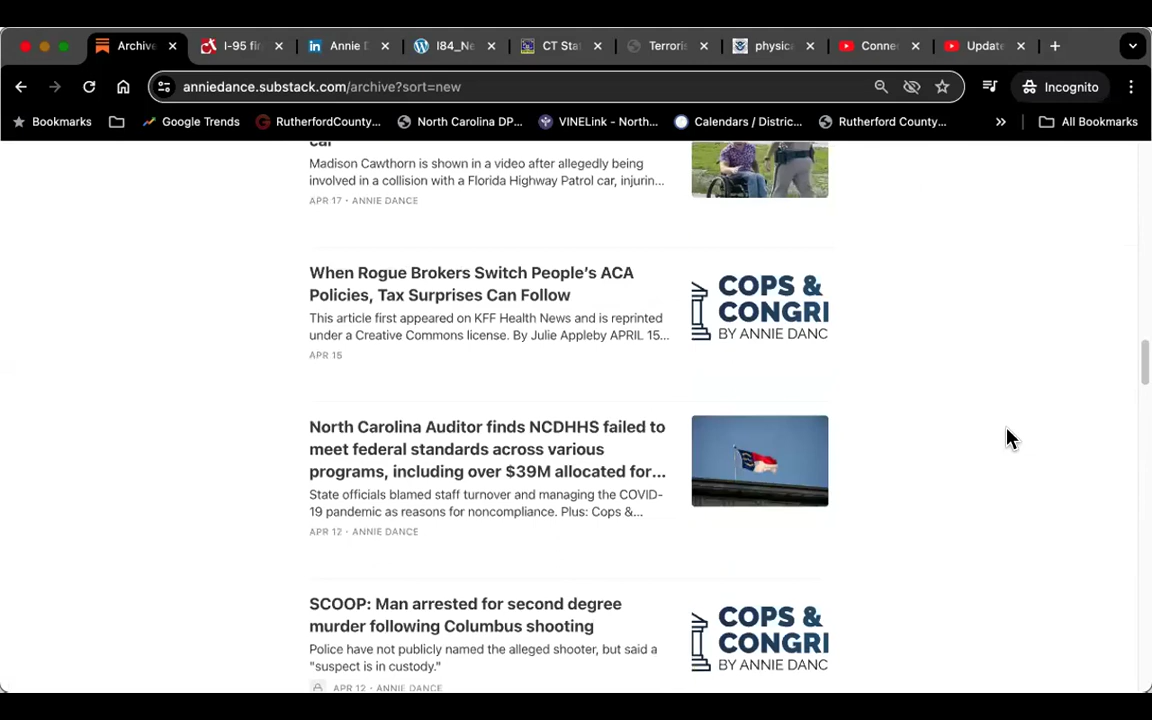 Archive
I-95 fir
Annie D
I84_Ne
CT Stat
Terroris
physica
Conne
Update
anniedance.substack.com/archive?sort=new
Incognito
Bookmarks
Google Trends
RutherfordCounty...
North Carolina DP...
VINELink - North...
Calendars / Distric...
Rutherford County...
All Bookmarks
car
Madison Cawthorn is shown in a video after allegedly being
involved in a collision with a Florida Highway Patrol car, injurin...
APR 17 · ANNIE DANCE
When Rogue Brokers Switch People's ACA
Policies, Tax Surprises Can Follow
This article first appeared on KFF Health News and is reprinted
under a Creative Commons license. By Julie Appleby APRIL 15...
APR 15
COPS &
CONGRI
BY ANNIE DANC
North Carolina Auditor finds NCDHHS failed to
meet federal standards across various
programs, including over $39M allocated for...
State officials blamed staff turnover and managing the COVID-
19 pandemic as reasons for noncompliance. Plus: Cops &...
APR 12 · ANNIE DANCE
SCOOP: Man arrested for second degree
murder following Columbus shooting
Police have not publicly named the alleged shooter, but said a
"suspect is in custody."
APR 12 · ANNIE DANCE
COPS &
CONGRI
BY ANNIE DANC